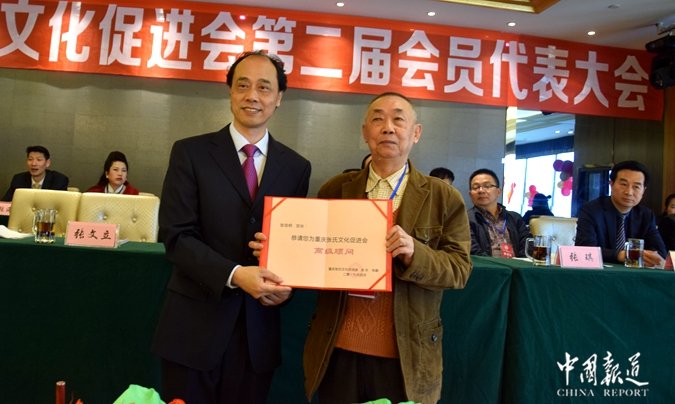 文化促进会第二届会员代表大会
张文立
恭请您为重庆张氏文化促进会
高级顾问
张琪
中国報道
CHINA REPORT